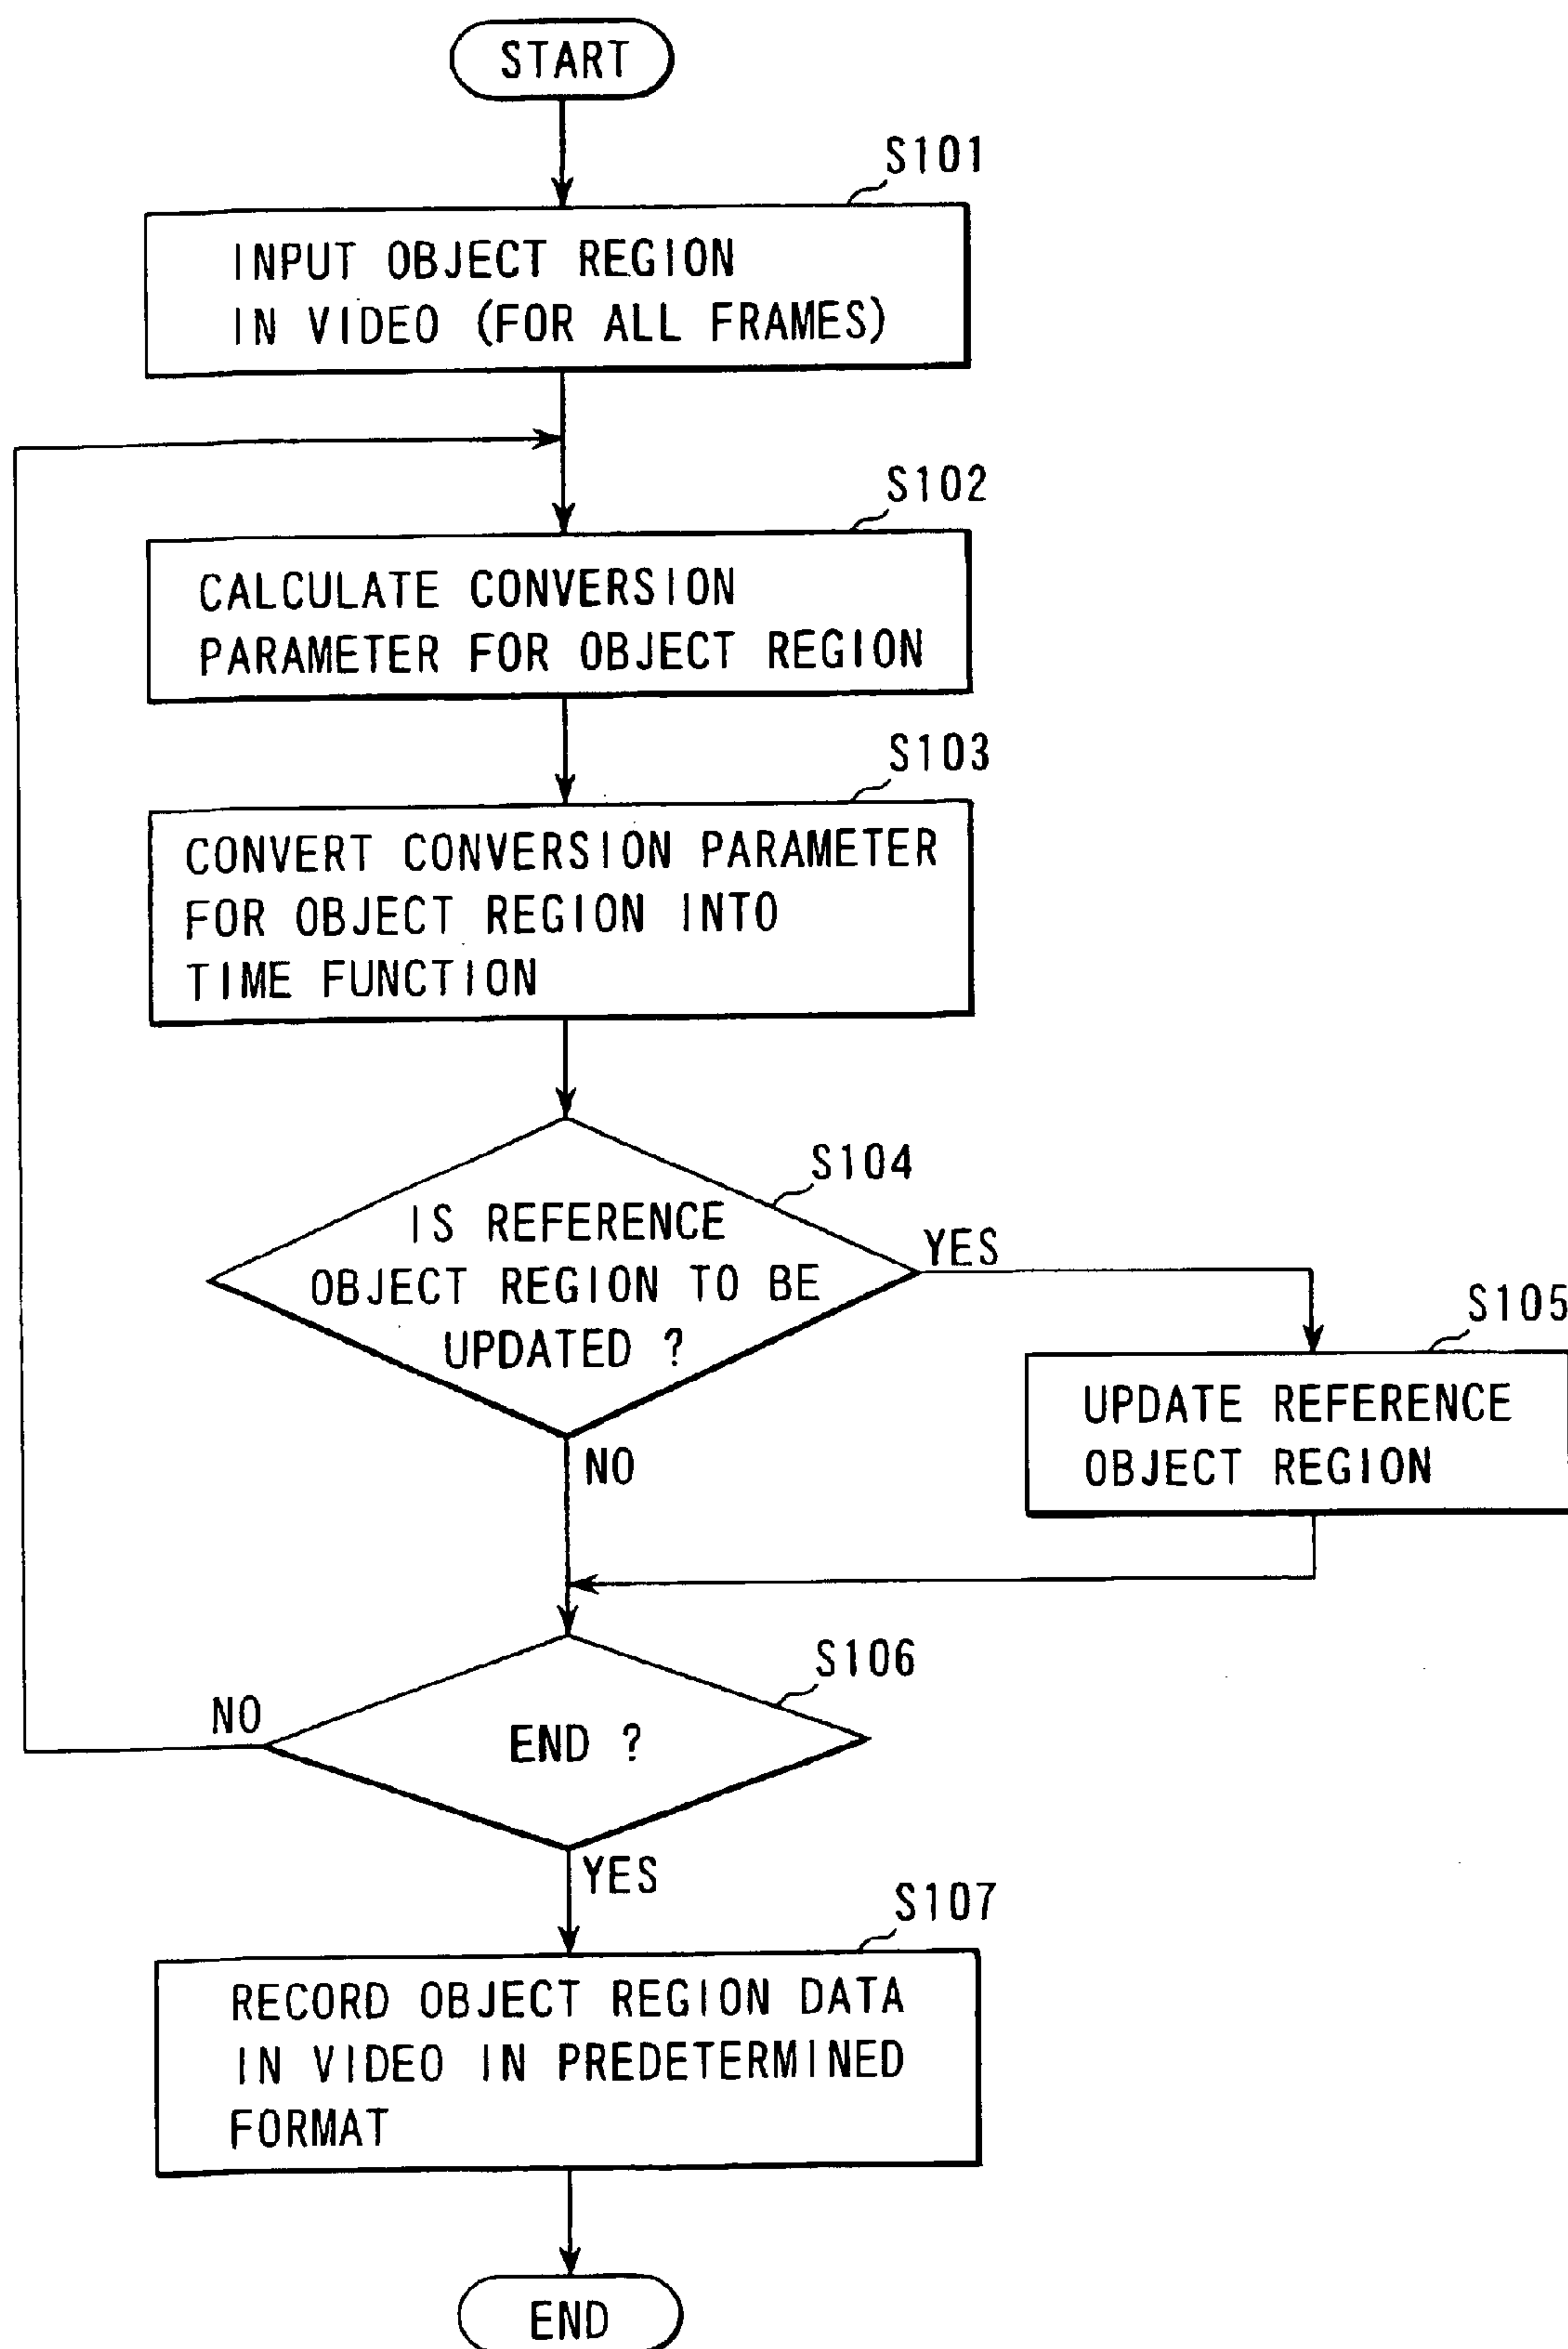 START
S101
INPUT OBJECT REGION
IN VIDEO (FOR ALL FRAMES)
S102
CALCULATE CONVERSION
PARAMETER FOR OBJECT REGION
S103
CONVERT CONVERSION PARAMETER
FOR OBJECT REGION INTO
TIME FUNCTION
S104
IS REFERENCE
OBJECT REGION TO BE
UPDATED ?
YES
NO
S105
UPDATE REFERENCE
OBJECT REGION
S106
END ?
NO
YES
S107
RECORD OBJECT REGION DATA
IN VIDEO IN PREDETERMINED
FORMAT
END